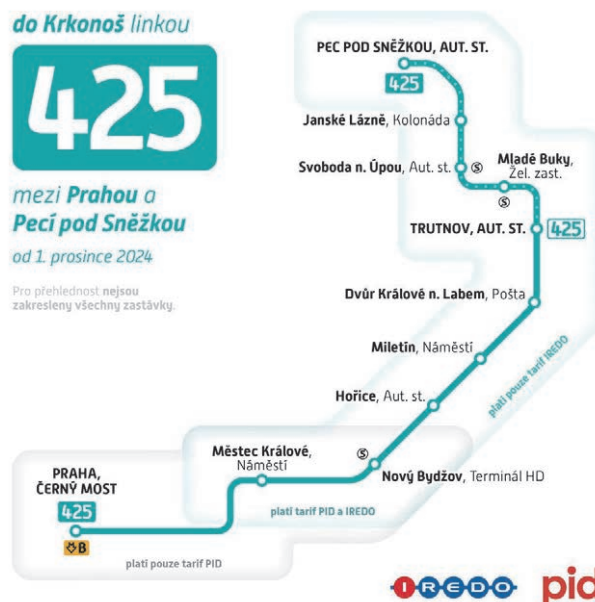 do Krkonoš linkou
425
mezi Prahou a
Pecí pod Sněžkou
od 1. prosince 2024
Pro přehlednost nejsou
zakresleny všechny zastávky.
PEC POD SNĚŽKOU, AUT. ST.
425
Janské Lázně, Kolonáda
Svoboda n. Úpou, Aut. st.
S
Mladé Buky,
Žel. zast.
S
TRUTNOV, AUT. ST.
425
Dvůr Králové n. Labem, Pošta
Miletín, Náměstí
platí pouze tarif IREDO
Hořice, Aut. st.
S
Nový Bydžov, Terminál HD
Městec Králové,
Náměstí
platí tarif PID a IREDO
PRAHA,
ČERNÝ MOST
425
B
platí pouze tarif PID
IREDO
pid